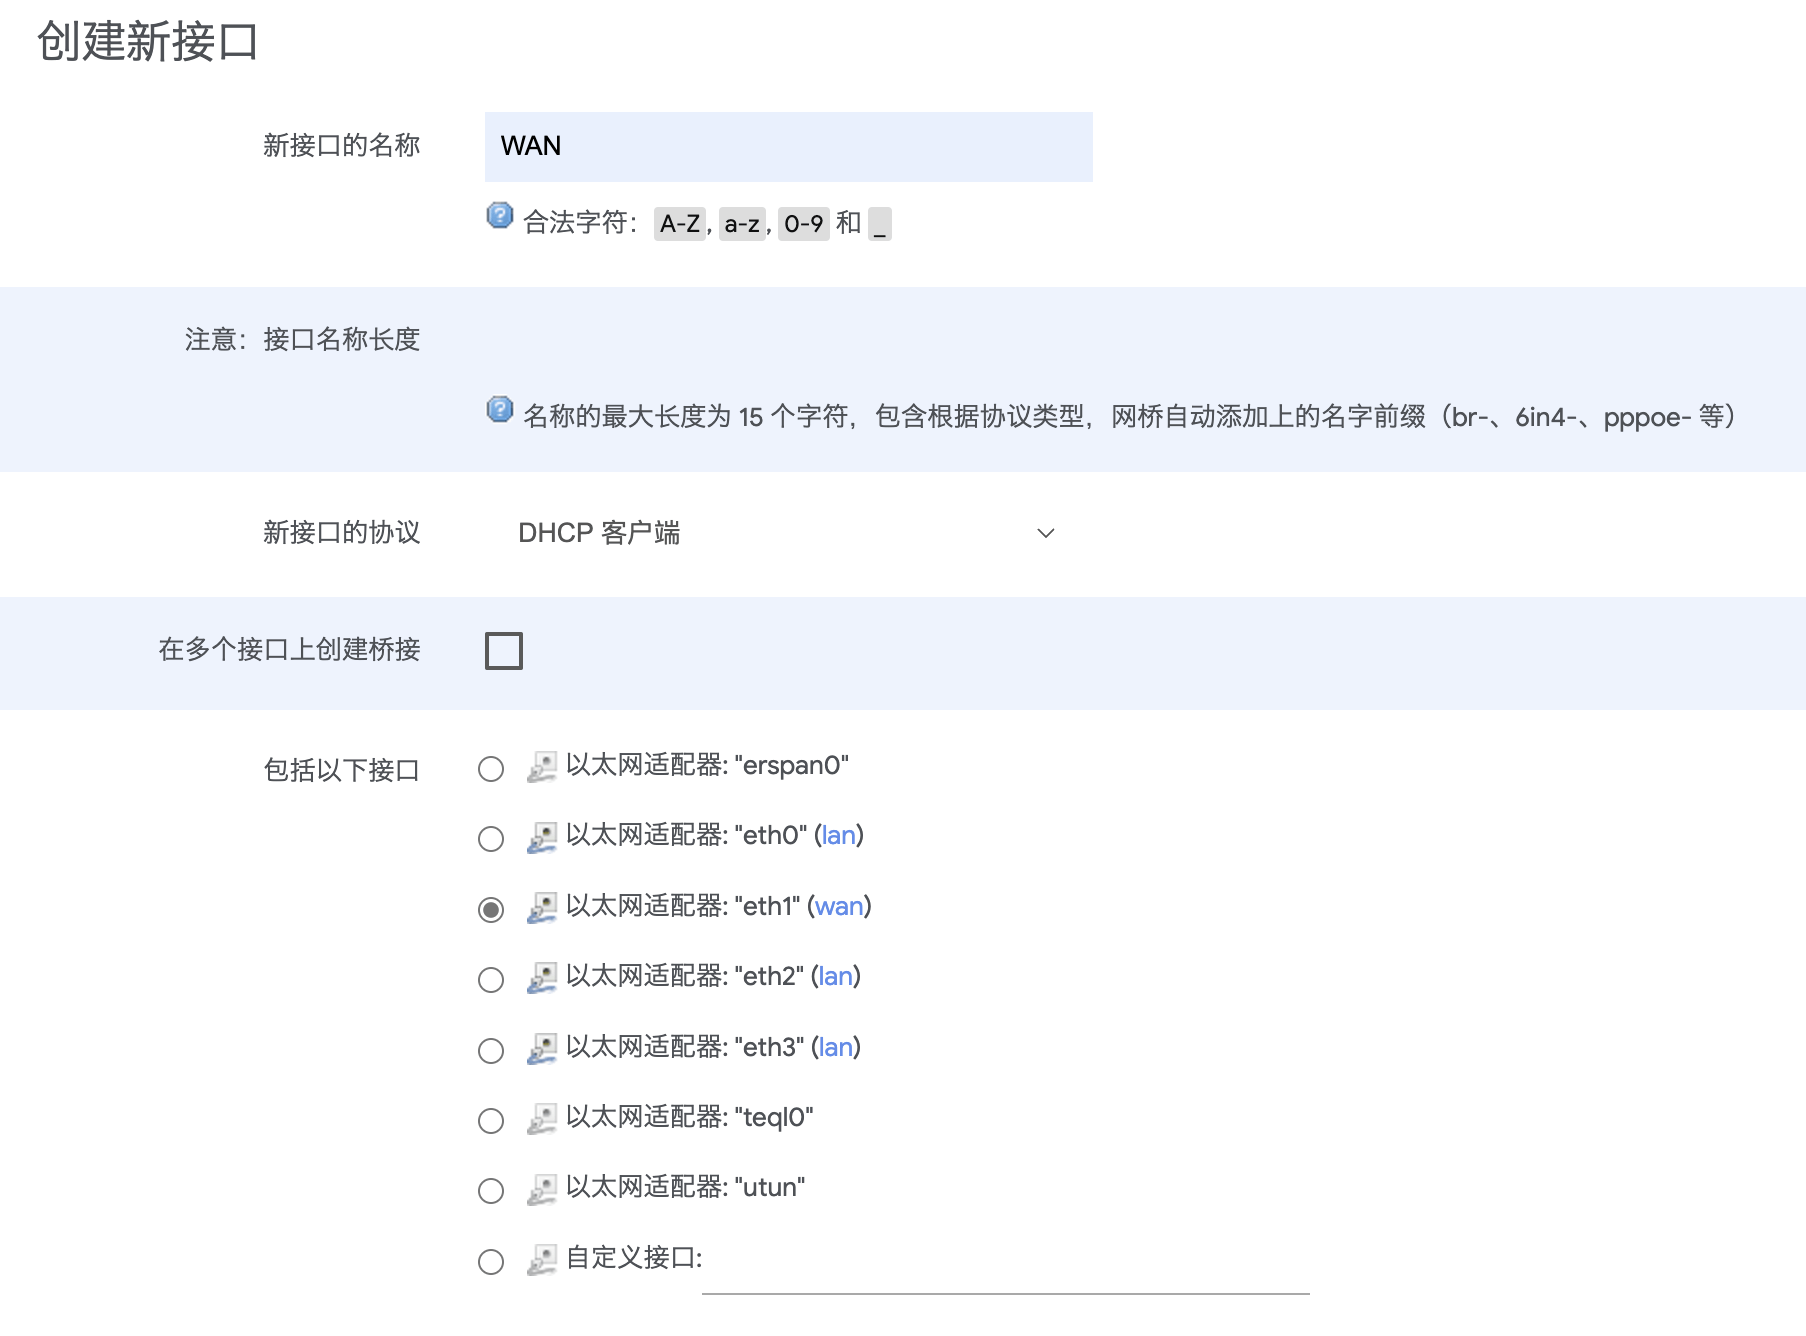 创建新接口
新接口的名称 WAN
合法字符： A-Z, a-z, 0-9 和 _
注意：接口名称长度
名称的最大长度为 15 个字符，包含根据协议类型，网桥自动添加上的名字前缀（br-、6in4-、pppoe- 等）
新接口的协议 DHCP 客户端
在多个接口上创建桥接
包括以下接口 以太网适配器: "erspan0"
以太网适配器: "eth0" (lan)
以太网适配器: "eth1" (wan)
以太网适配器: "eth2" (lan)
以太网适配器: "eth3" (lan)
以太网适配器: "teql0"
以太网适配器: "utun"
自定义接口: